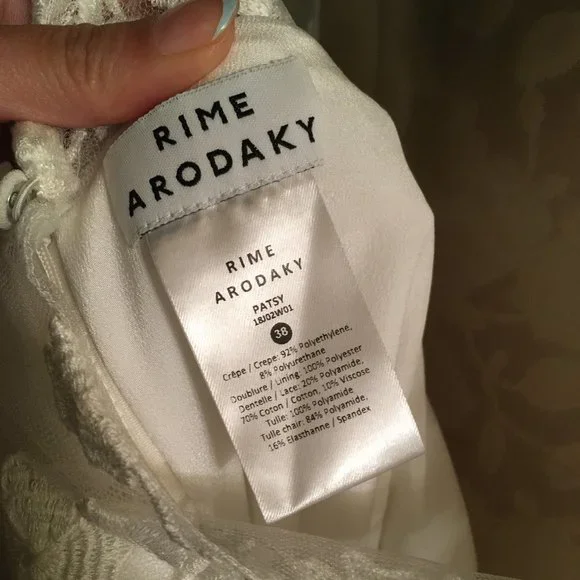 RIME
ARODAKY
RIME
ARODAKY
PATSY
18J02W01
38
Crêpe / Crepe: 92% Polyethylene,
8% Polyurethane
Doublure / Lining: 100% Polyester
Dentelle / Lace: 20% Polyamide,
70% Coton / Cotton, 10% Viscose
Tulle: 100% Polyamide
Tulle chair: 84% Polyamide,
16% Elasthanne / Spandex